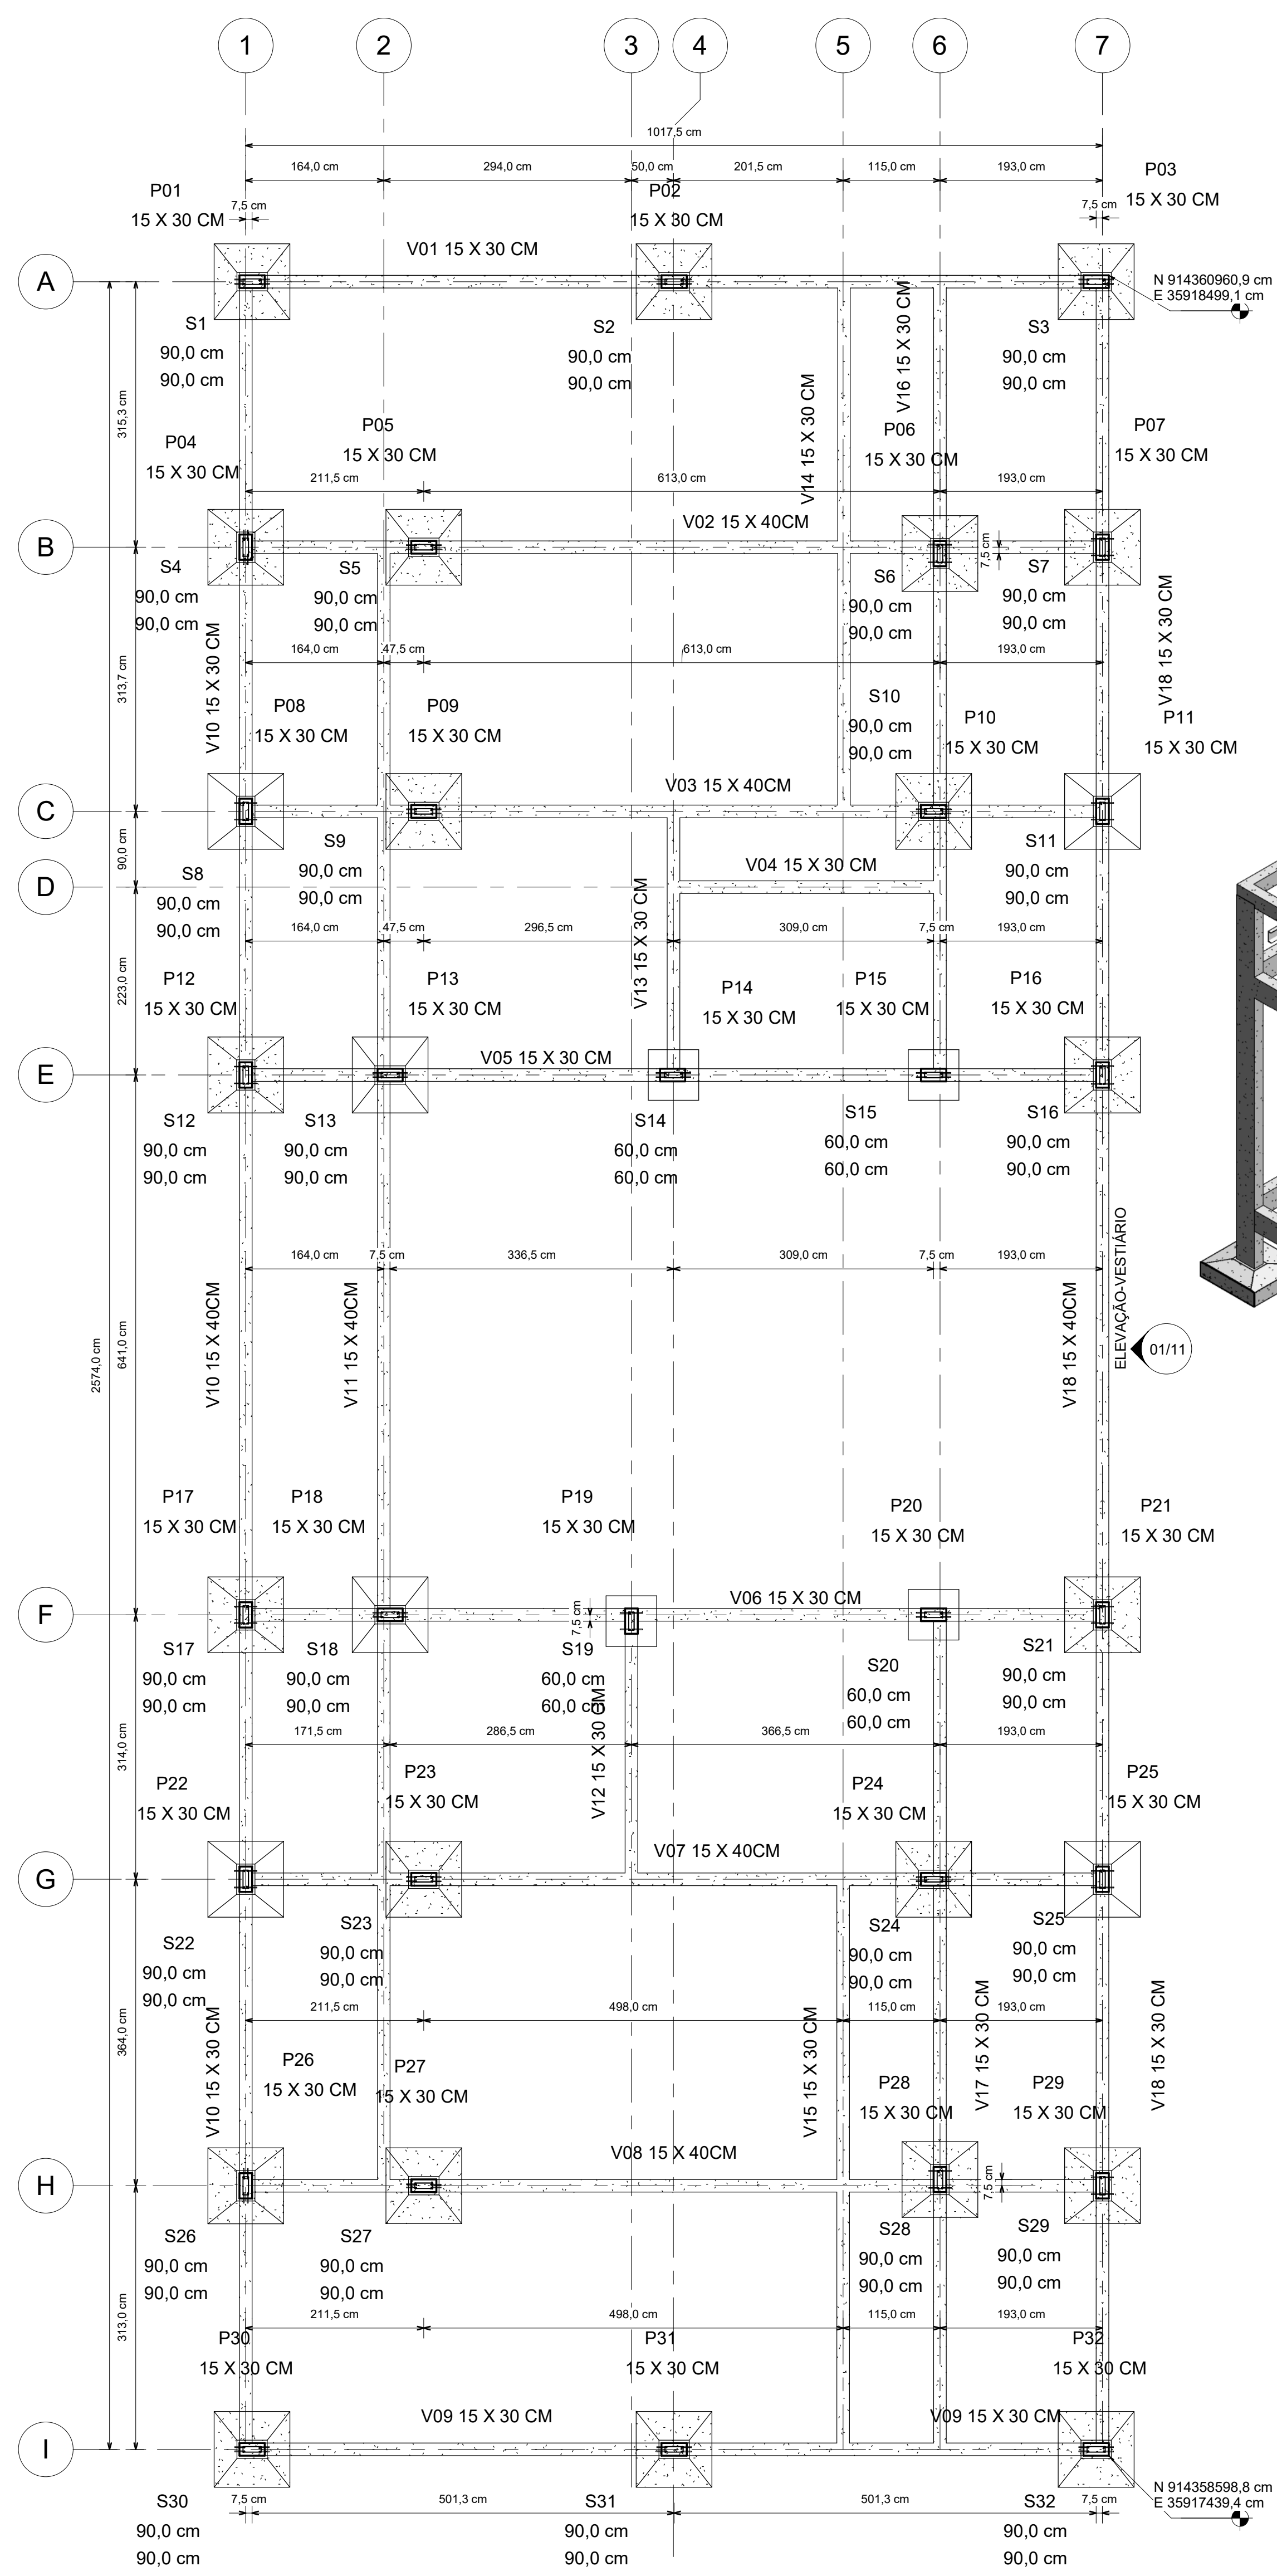 1 2 3 4 5 6 7
1017,5 cm
164,0 cm 294,0 cm 50,0 cm 201,5 cm 115,0 cm 193,0 cm
P01
15 X 30 CM
7,5 cm
P02
15 X 30 CM
P03
15 X 30 CM
7,5 cm
V01 15 X 30 CM
A
N 914360960,9 cm
E 35918499,1 cm
S1
90,0 cm
90,0 cm
S2
90,0 cm
90,0 cm
V16 15 X 30 CM
S3
90,0 cm
90,0 cm
315,3 cm
V14 15 X 30 CM
P04
15 X 30 CM
P05
15 X 30 CM
P06
15 X 30 CM
P07
15 X 30 CM
211,5 cm 613,0 cm 193,0 cm
V02 15 X 40CM
B
7,5 cm
S4
90,0 cm
90,0 cm
S5
90,0 cm
90,0 cm
S6
90,0 cm
90,0 cm
S7
90,0 cm
90,0 cm
V10 15 X 30 CM
V18 15 X 30 CM
313,7 cm
164,0 cm 47,5 cm 613,0 cm 193,0 cm
P08
15 X 30 CM
P09
15 X 30 CM
S10
90,0 cm
90,0 cm
P10
15 X 30 CM
P11
15 X 30 CM
V03 15 X 40CM
C
90,0 cm
S8
90,0 cm
90,0 cm
S9
90,0 cm
90,0 cm
V04 15 X 30 CM
S11
90,0 cm
90,0 cm
D
V13 15 X 30 CM
164,0 cm 47,5 cm 296,5 cm 309,0 cm 7,5 cm 193,0 cm
223,0 cm
P12
15 X 30 CM
P13
15 X 30 CM
P14
15 X 30 CM
P15
15 X 30 CM
P16
15 X 30 CM
V05 15 X 30 CM
E
S12
90,0 cm
90,0 cm
S13
90,0 cm
90,0 cm
S14
60,0 cm
60,0 cm
S15
60,0 cm
60,0 cm
S16
90,0 cm
90,0 cm
164,0 cm 7,5 cm 336,5 cm 309,0 cm 7,5 cm 193,0 cm
2574,0 cm
641,0 cm
V10 15 X 40CM
V11 15 X 40CM
V18 15 X 40CM
ELEVAÇÃO-VESTIÁRIO
01/11
P17
15 X 30 CM
P18
15 X 30 CM
P19
15 X 30 CM
P20
15 X 30 CM
P21
15 X 30 CM
V06 15 X 30 CM
F
7,5 cm
S17
90,0 cm
90,0 cm
S18
90,0 cm
90,0 cm
S19
60,0 cm
60,0 cm
S20
60,0 cm
60,0 cm
S21
90,0 cm
90,0 cm
314,0 cm
171,5 cm 286,5 cm 366,5 cm 193,0 cm
V12 15 X 30 CM
P22
15 X 30 CM
P23
15 X 30 CM
P24
15 X 30 CM
P25
15 X 30 CM
V07 15 X 40CM
G
S22
90,0 cm
90,0 cm
S23
90,0 cm
90,0 cm
S24
90,0 cm
90,0 cm
S25
90,0 cm
90,0 cm
364,0 cm
211,5 cm 498,0 cm 115,0 cm 193,0 cm
V10 15 X 30 CM
V15 15 X 30 CM
V17 15 X 30 CM
V18 15 X 30 CM
P26
15 X 30 CM
P27
15 X 30 CM
P28
15 X 30 CM
P29
15 X 30 CM
V08 15 X 40CM
H
7,5 cm
S26
90,0 cm
90,0 cm
S27
90,0 cm
90,0 cm
S28
90,0 cm
90,0 cm
S29
90,0 cm
90,0 cm
313,0 cm
211,5 cm 498,0 cm 115,0 cm 193,0 cm
P30
15 X 30 CM
P31
15 X 30 CM
P32
15 X 30 CM
V09 15 X 30 CM
V09 15 X 30 CM
I
N 914358598,8 cm
E 35917439,4 cm
7,5 cm 501,3 cm 501,3 cm 7,5 cm
S30
90,0 cm
90,0 cm
S31
90,0 cm
90,0 cm
S32
90,0 cm
90,0 cm